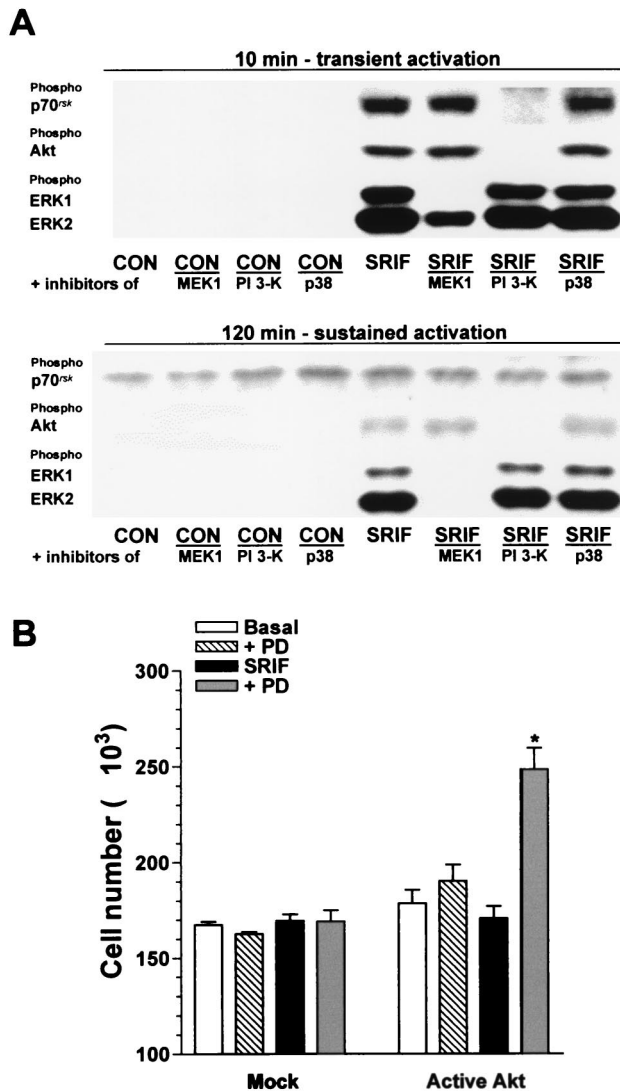 A
10 min - transient activation
Phospho
p70rsk
Phospho
Akt
Phospho
ERK1
ERK2
CON CON CON CON SRIF SRIF SRIF SRIF
+ inhibitors of MEK1 PI 3-K p38 MEK1 PI 3-K p38
120 min - sustained activation
Phospho
p70rsk
Phospho
Akt
Phospho
ERK1
ERK2
CON CON CON CON SRIF SRIF SRIF SRIF
+ inhibitors of MEK1 PI 3-K p38 MEK1 PI 3-K p38
B
Basal
+ PD
SRIF
+ PD
300
250
200
150
100
Cell number ( 10³)
*
Mock Active Akt